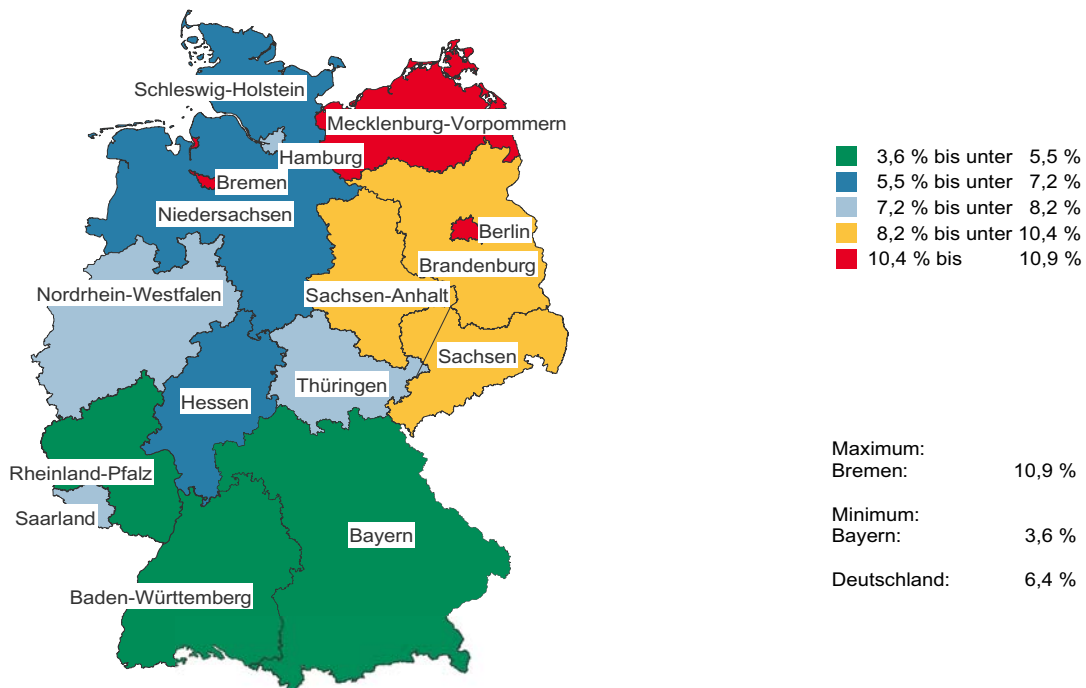 Schleswig-Holstein
Mecklenburg-Vorpommern
Hamburg
Bremen
Niedersachsen
Berlin
Brandenburg
Nordrhein-Westfalen
Sachsen-Anhalt
Sachsen
Thüringen
Hessen
Rheinland-Pfalz
Saarland
Bayern
Baden-Württemberg
3,6 % bis unter 5,5 %
5,5 % bis unter 7,2 %
7,2 % bis unter 8,2 %
8,2 % bis unter 10,4 %
10,4 % bis 10,9 %
Maximum:
Bremen: 10,9 %
Minimum:
Bayern: 3,6 %
Deutschland: 6,4 %